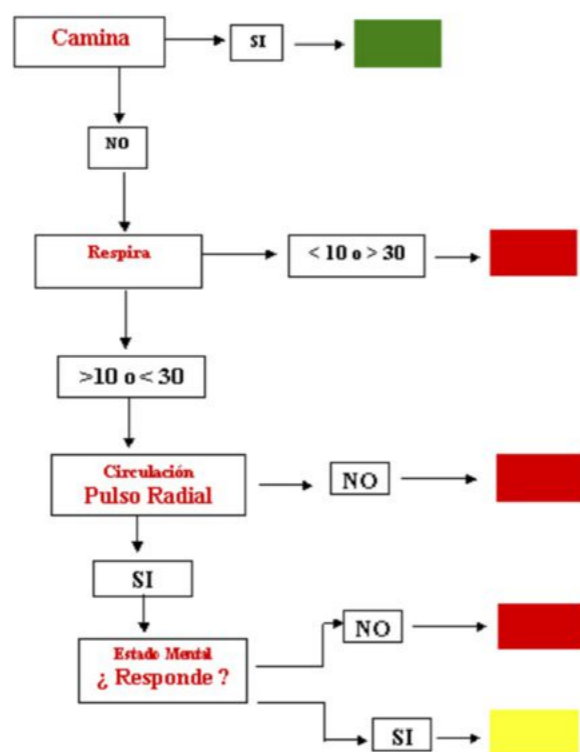 Camina
SI
NO
Respira
< 10 o > 30
>10 o < 30
Circulación
Pulso Radial
NO
SI
Estado Mental
¿ Responde ?
NO
SI